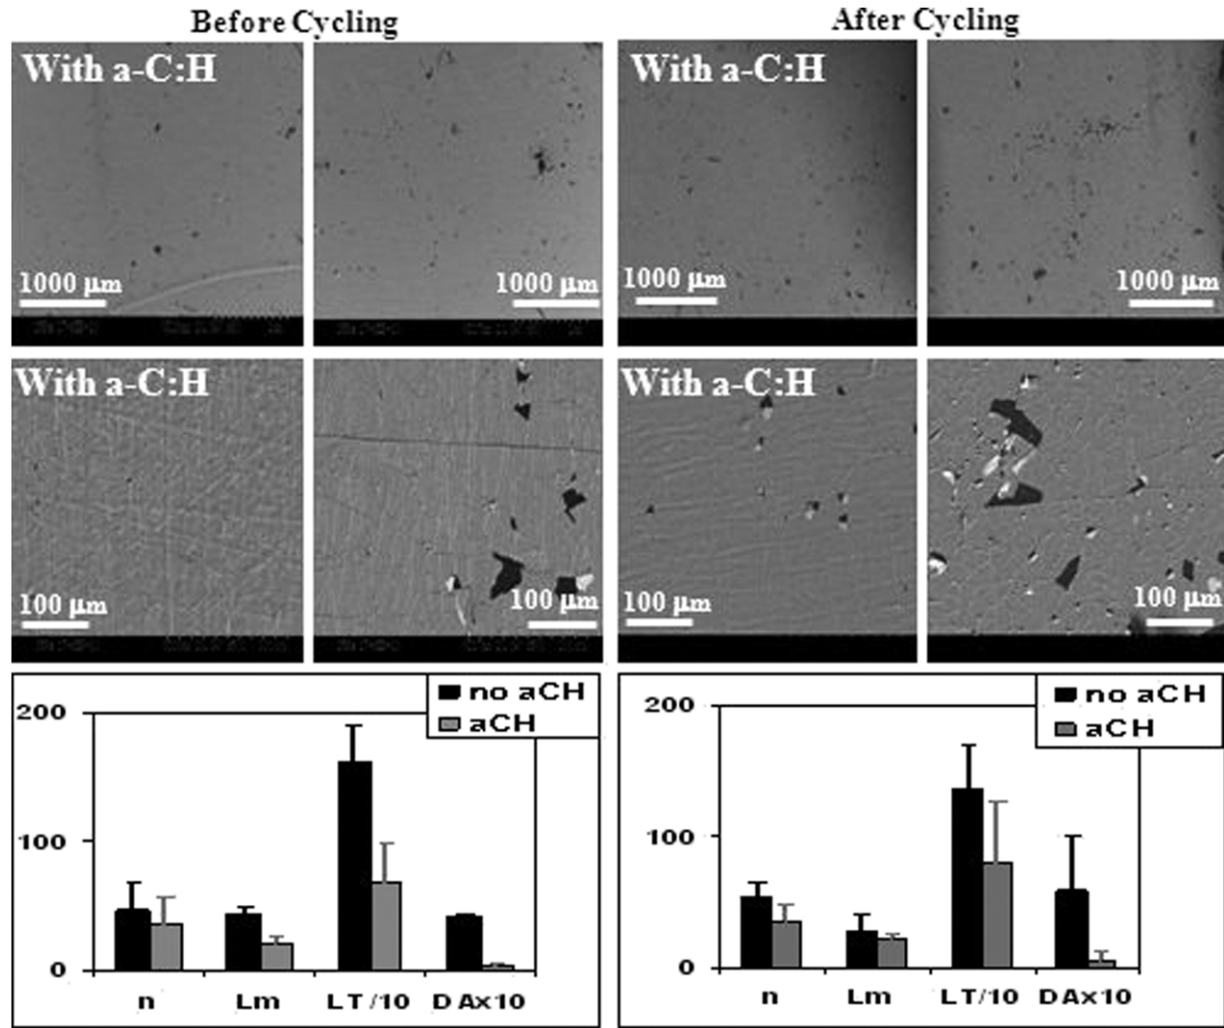 Before Cycling
After Cycling
With a-C:H
With a-C:H
1000 µm
1000 µm
1000 µm
1000 µm
With a-C:H
With a-C:H
100 µm
100 µm
100 µm
100 µm
no aCH
aCH
200
100
0
n Lm LT/10 DAx10
no aCH
aCH
200
100
0
n Lm LT/10 DAx10